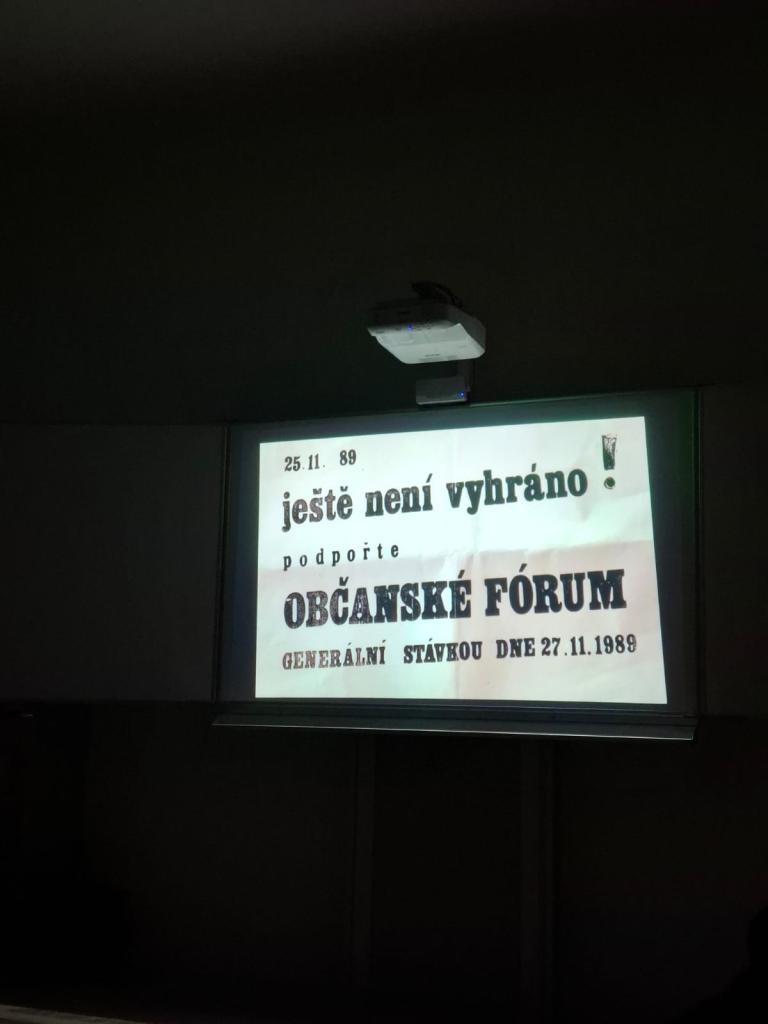 25.11. 89
ještě není vyhráno!
podpořte
OBČANSKÉ FÓRUM
GENERÁLNÍ STÁVKOU DNE 27.11.1989